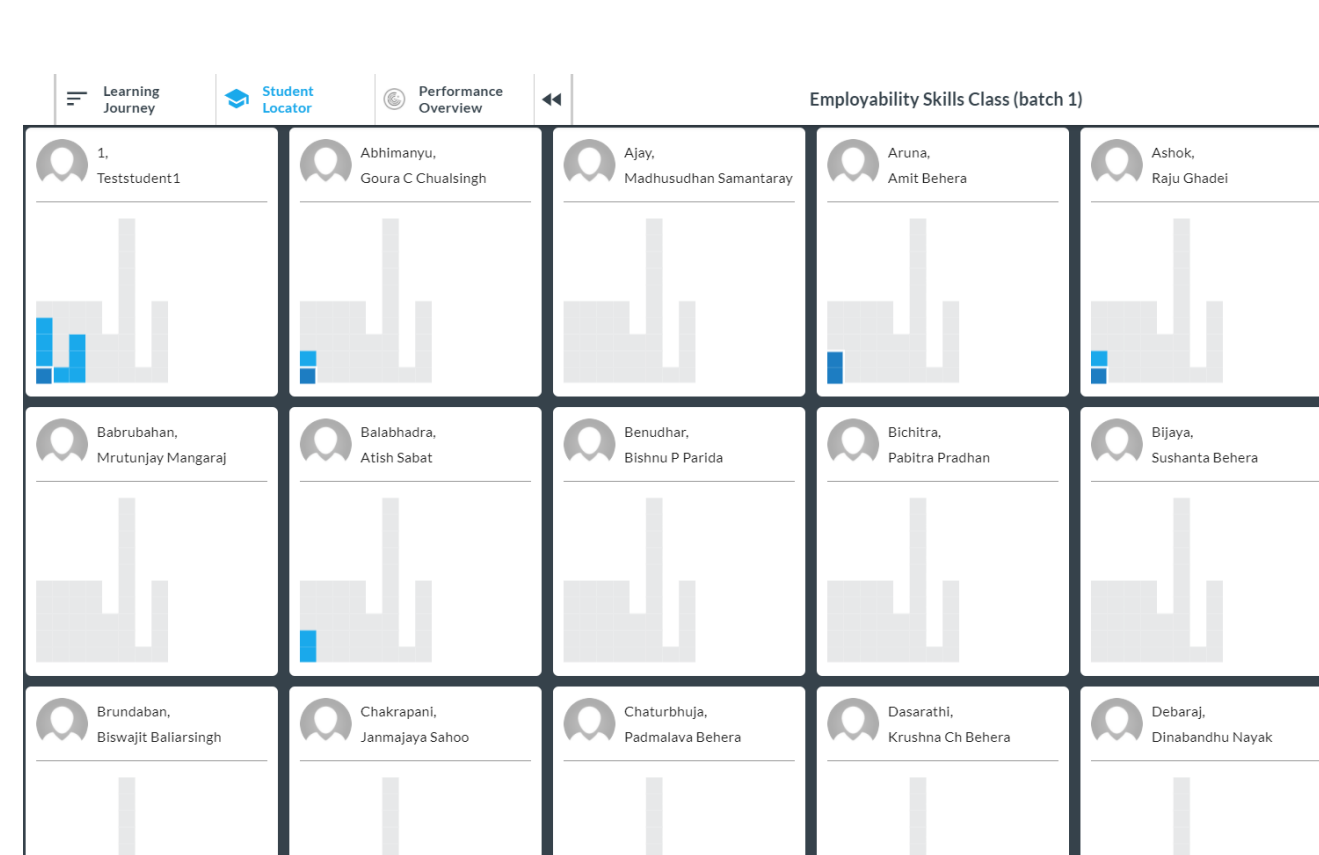 Learning
Journey
Student
Locator
Performance
Overview
Employability Skills Class (batch 1)
1,
Teststudent1
Abhimanyu,
Goura C Chualsingh
Ajay,
Madhusudhan Samantaray
Aruna,
Amit Behera
Ashok,
Raju Ghadei
Babrubahan,
Mrutunjay Mangaraj
Balabhadra,
Atish Sabat
Benudhar,
Bishnu P Parida
Bichitra,
Pabitra Pradhan
Bijaya,
Sushanta Behera
Brundaban,
Biswajit Baliarsingh
Chakrapani,
Janmajaya Sahoo
Chaturbhuja,
Padmalava Behera
Dasarathi,
Krushna Ch Behera
Debaraj,
Dinabandhu Nayak